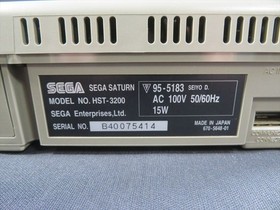 SEGA SEGA SATURN
MODEL NO. HST-3200
SEGA Enterprises,Ltd.
SERIAL NO. B40075414
95-5183 SEIYO D.
AC 100V 50/60Hz
15W
MADE IN JAPAN
670-5648-01